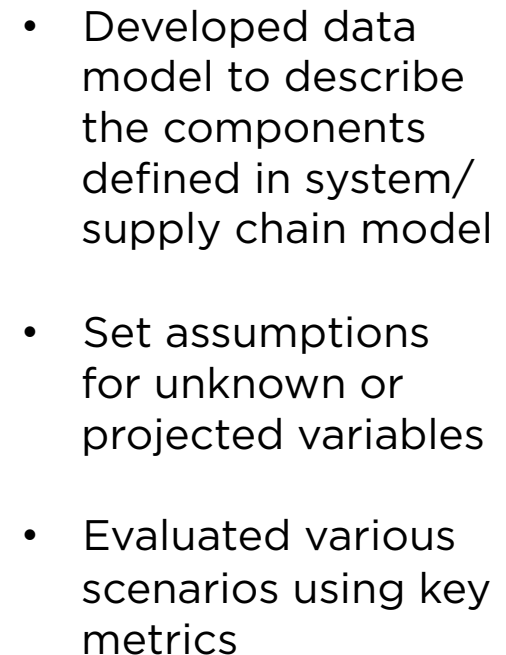 • Developed data
model to describe
the components
defined in system/
supply chain model
• Set assumptions
for unknown or
projected variables
• Evaluated various
scenarios using key
metrics